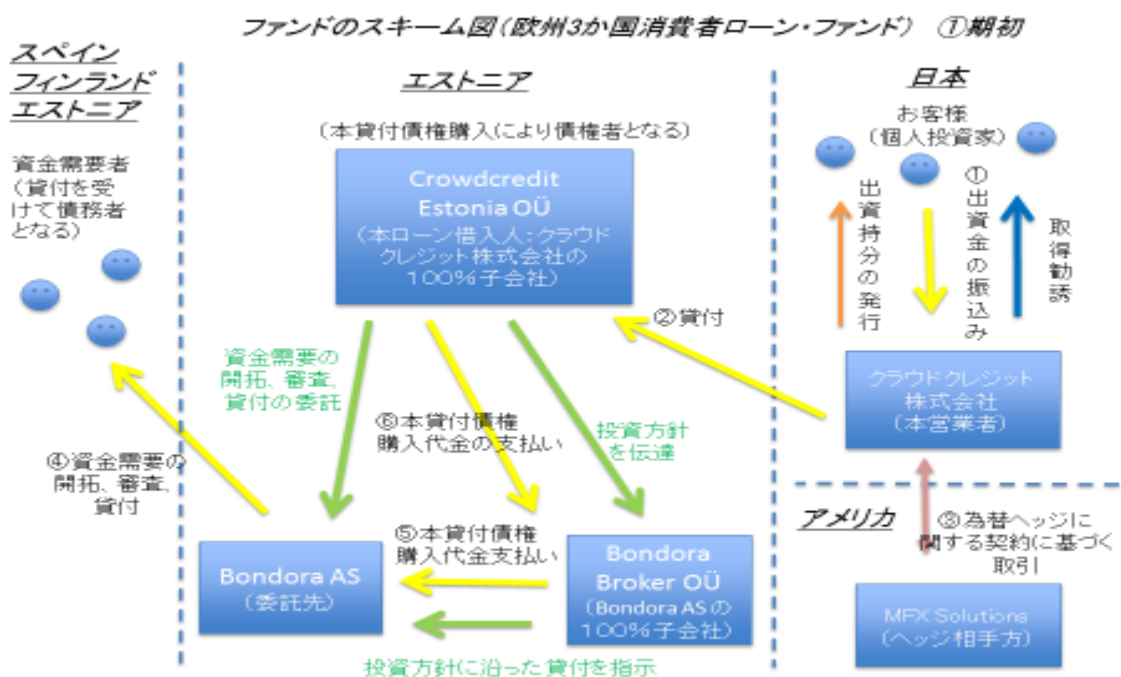 ファンドのスキーム図(欧州3か国消費者ローン・ファンド) ①期初
スペイン
フィンランド
エストニア
資金需要者
(貸付を受
けて債務者
となる)
④資金需要の
開拓、審査、
貸付
エストニア
(本貸付債権購入により債権者となる)
Crowdcredit
Estonia OÜ
(本ローン借入人:クラウド
クレジット株式会社の
100%子会社)
資金需要の
開拓、審査、
貸付の委託
⑥本貸付債権
購入代金の支払い
投資方針
を伝達
②貸付
Bondora AS
(委託先)
⑤本貸付債権
購入代金支払い
Bondora
Broker OÜ
(Bondora ASの
100%子会社)
投資方針に沿った貸付を指示
日本
お客様
(個人投資家)
出資持分の発行
①出資金の振込み
取得勧誘
クラウドクレジット
株式会社
(本営業者)
アメリカ
③為替ヘッジに
関する契約に基づく
取引
MFX Solutions
(ヘッジ相手方)